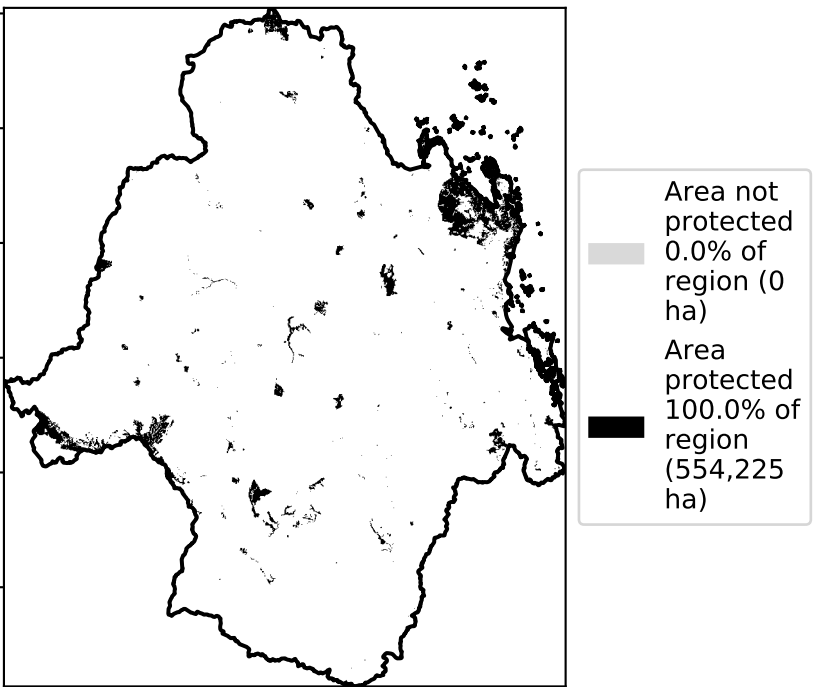 Area not
protected
0.0% of
region (0
ha)
Area
protected
100.0% of
region
(554,225
ha)